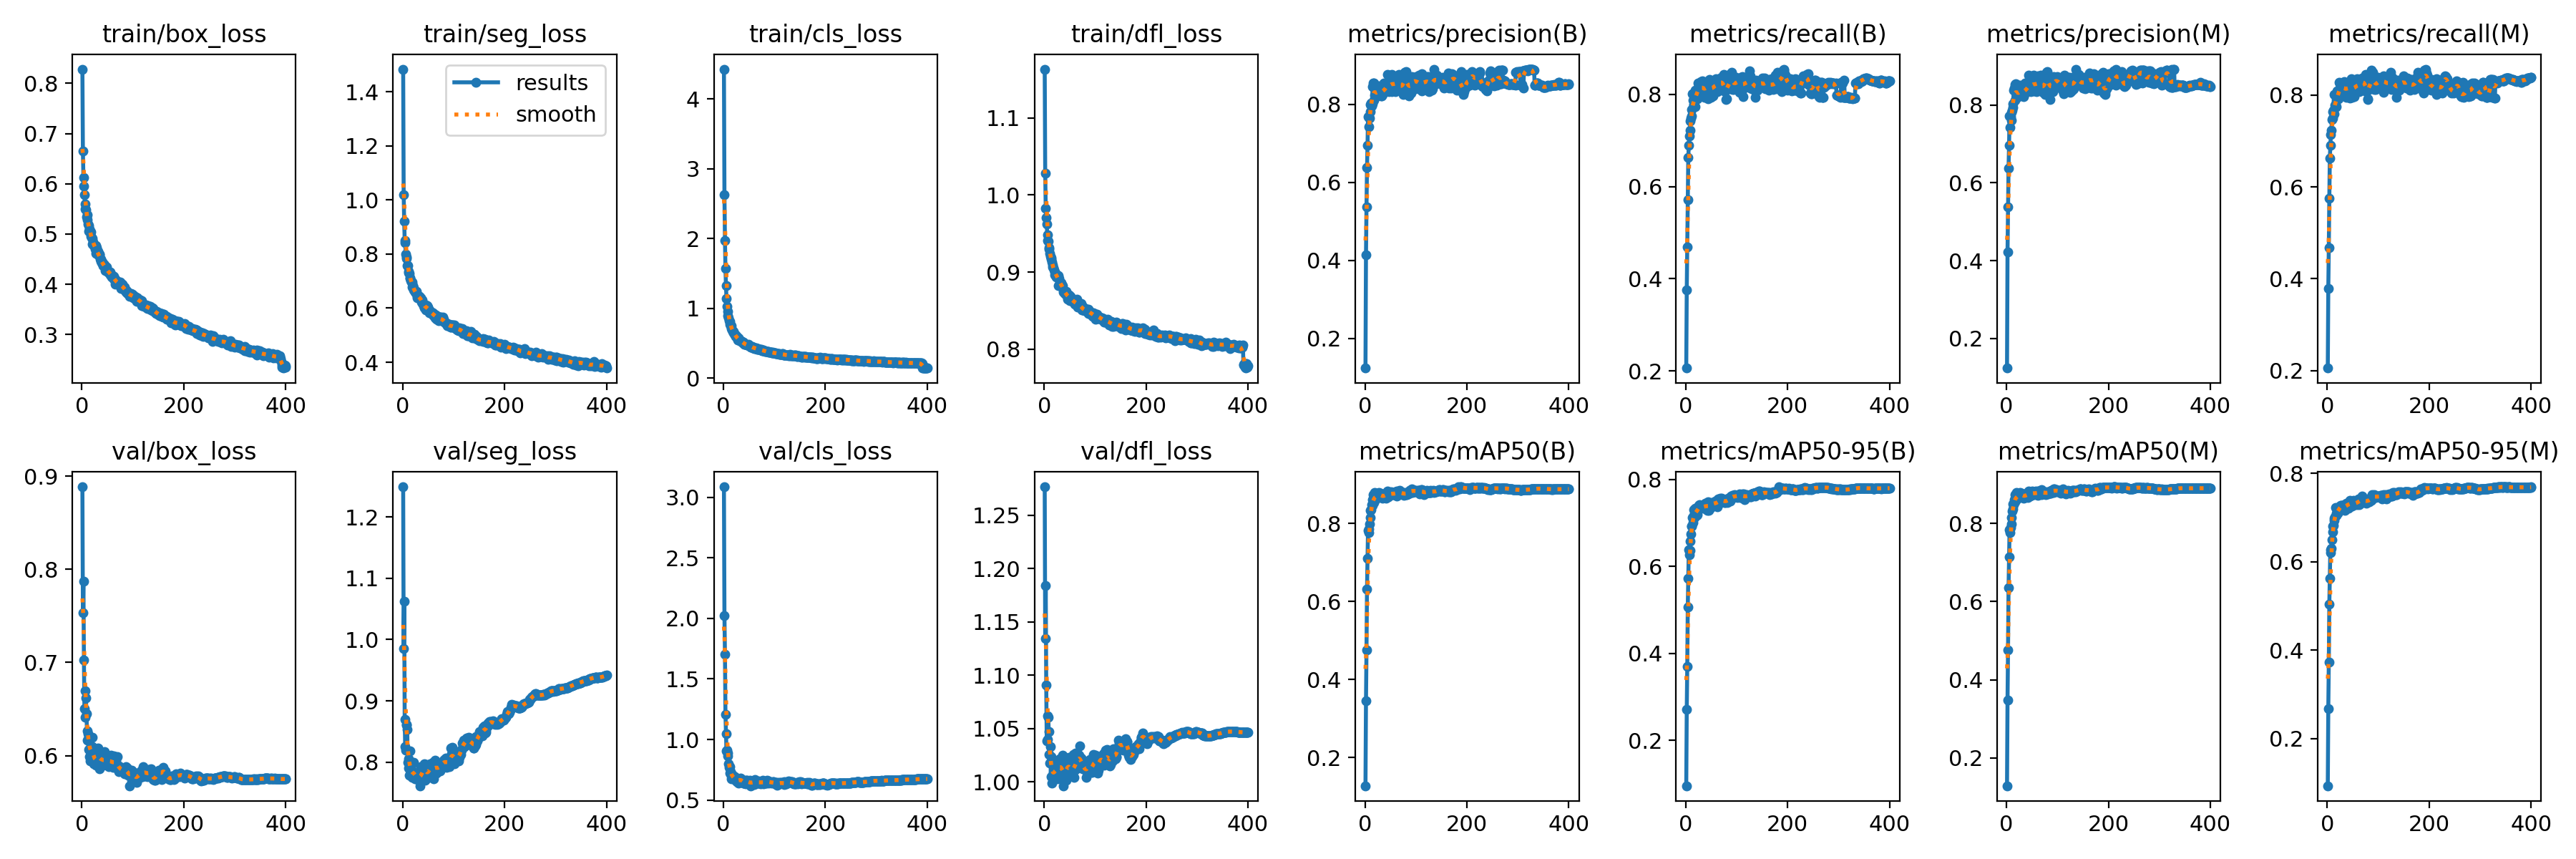 train/box_loss
train/seg_loss
train/cls_loss
train/dfl_loss
metrics/precision(B)
metrics/recall(B)
metrics/precision(M)
metrics/recall(M)
0.8
0.7
0.6
0.5
0.4
0.3
0 200 400
1.4
1.2
1.0
0.8
0.6
0.4
results
smooth
0 200 400
4
3
2
1
0
0 200 400
1.1
1.0
0.9
0.8
0 200 400
0.8
0.6
0.4
0.2
0 200 400
0.8
0.6
0.4
0.2
0 200 400
0.8
0.6
0.4
0.2
0 200 400
0.8
0.6
0.4
0.2
0 200 400
val/box_loss
val/seg_loss
val/cls_loss
val/dfl_loss
metrics/mAP50(B)
metrics/mAP50-95(B)
metrics/mAP50(M)
metrics/mAP50-95(M)
0.9
0.8
0.7
0.6
0 200 400
1.2
1.1
1.0
0.9
0.8
0 200 400
3.0
2.5
2.0
1.5
1.0
0.5
0 200 400
1.25
1.20
1.15
1.10
1.05
1.00
0 200 400
0.8
0.6
0.4
0.2
0 200 400
0.8
0.6
0.4
0.2
0 200 400
0.8
0.6
0.4
0.2
0 200 400
0.8
0.6
0.4
0.2
0 200 400